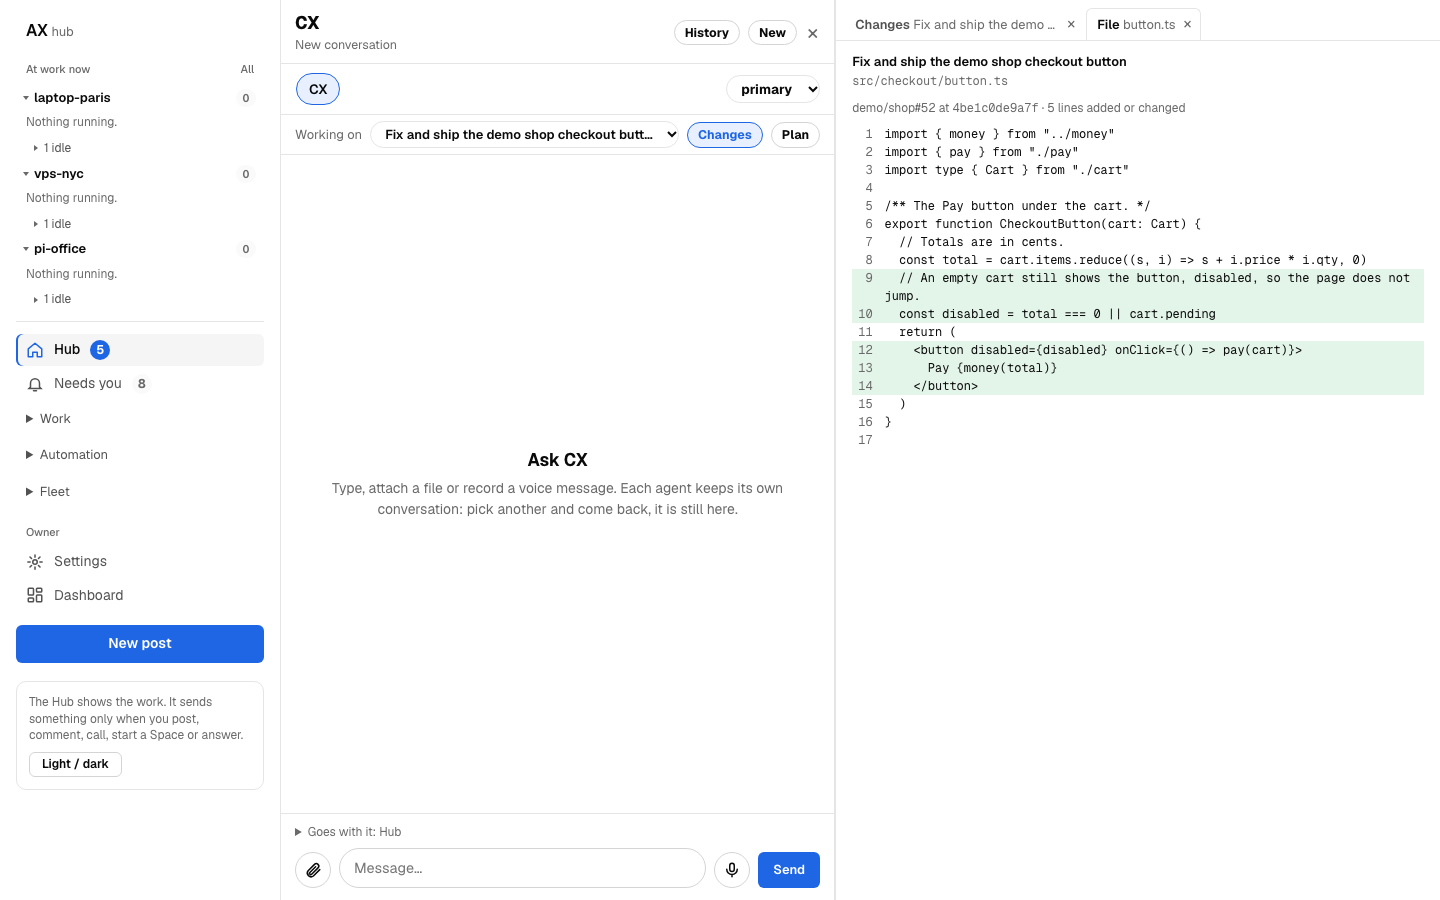 AX hub
At work now All
laptop-paris 0
Nothing running.
1 idle
vps-nyc 0
Nothing running.
1 idle
pi-office 0
Nothing running.
1 idle
Hub 5
Needs you 8
Work
Automation
Fleet
Owner
Settings
Dashboard
New post
The Hub shows the work. It sends
something only when you post,
comment, call, start a Space or answer.
Light / dark
CX
New conversation
History New ×
CX primary
Working on Fix and ship the demo shop checkout butt... Changes Plan
Ask CX
Type, attach a file or record a voice message. Each agent keeps its own
conversation: pick another and come back, it is still here.
Goes with it: Hub
Message...
Send
Changes Fix and ship the demo ... × File button.ts ×
Fix and ship the demo shop checkout button
src/checkout/button.ts
demo/shop#52 at 4be1c0de9a7f · 5 lines added or changed
1 import { money } from "../money"
2 import { pay } from "./pay"
3 import type { Cart } from "./cart"
4
5 /** The Pay button under the cart. */
6 export function CheckoutButton(cart: Cart) {
7   // Totals are in cents.
8   const total = cart.items.reduce((s, i) => s + i.price * i.qty, 0)
9   // An empty cart still shows the button, disabled, so the page does not
jump.
10   const disabled = total === 0 || cart.pending
11   return (
12     <button disabled={disabled} onClick={() => pay(cart)}>
13       Pay {money(total)}
14     </button>
15   )
16 }
17